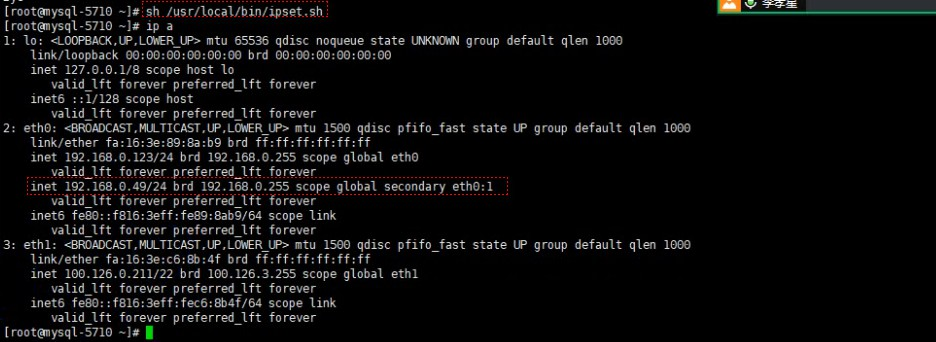 李孝星
[root@mysql-5710 ~]# sh /usr/local/bin/ipset.sh
[root@mysql-5710 ~]# ip a
1: lo: <LOOPBACK,UP,LOWER_UP> mtu 65536 qdisc noqueue state UNKNOWN group default qlen 1000
link/loopback 00:00:00:00:00:00 brd 00:00:00:00:00:00
inet 127.0.0.1/8 scope host lo
valid_lft forever preferred_lft forever
inet6 ::1/128 scope host
valid_lft forever preferred_lft forever
2: eth0: <BROADCAST,MULTICAST,UP,LOWER_UP> mtu 1500 qdisc pfifo_fast state UP group default qlen 1000
link/ether fa:16:3e:89:8a:b9 brd ff:ff:ff:ff:ff:ff
inet 192.168.0.123/24 brd 192.168.0.255 scope global eth0
valid_lft forever preferred_lft forever
inet 192.168.0.49/24 brd 192.168.0.255 scope global secondary eth0:1
valid_lft forever preferred_lft forever
inet6 fe80::f816:3eff:fe89:8ab9/64 scope link
valid_lft forever preferred_lft forever
3: eth1: <BROADCAST,MULTICAST,UP,LOWER_UP> mtu 1500 qdisc pfifo_fast state UP group default qlen 1000
link/ether fa:16:3e:c6:8b:4f brd ff:ff:ff:ff:ff:ff
inet 100.126.0.211/22 brd 100.126.3.255 scope global eth1
valid_lft forever preferred_lft forever
inet6 fe80::f816:3eff:fec6:8b4f/64 scope link
valid_lft forever preferred_lft forever
[root@mysql-5710 ~]#